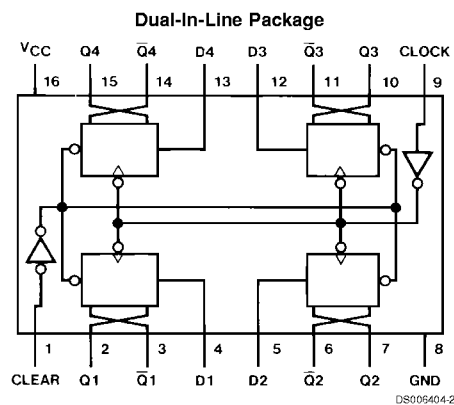 Dual-In-Line Package
VCC Q4 Q̅4 D4 D3 Q̅3 Q3 CLOCK
16 15 14 13 12 11 10 9
1 2 3 4 5 6 7 8
CLEAR Q1 Q̅1 D1 D2 Q̅2 Q2 GND
DS006404-2